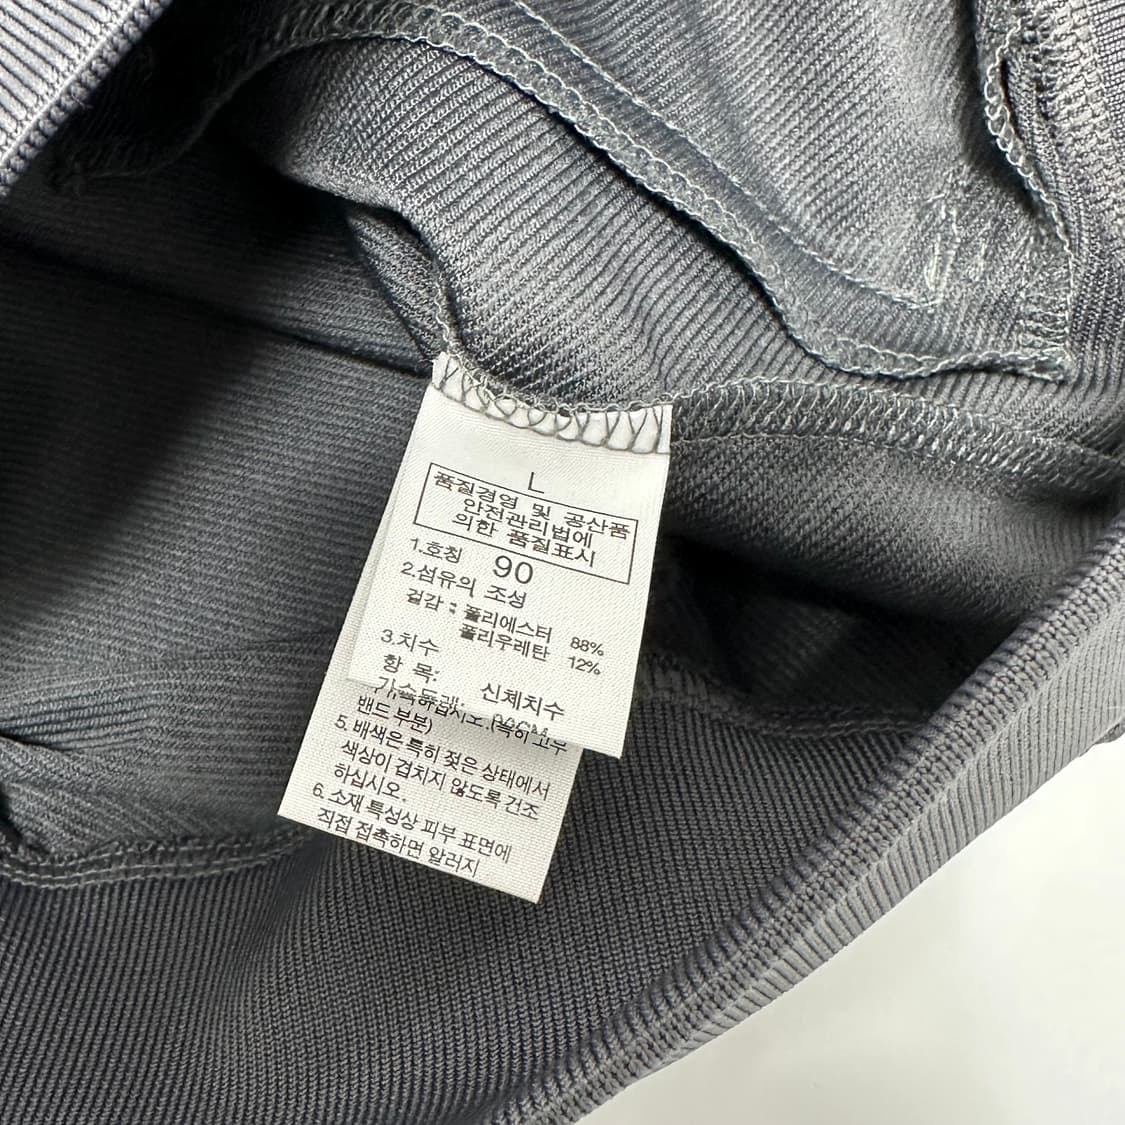 L
품질경영 및 공산품
안전관리법에
의한 품질표시
1.호칭 90
2.섬유의 조성
겉감 : 폴리에스터 88%
폴리우레탄 12%
3.치수
항 목: 신체치수
가슴둘레:
밴드 부분)
5. 배색은 특히 젖은 상태에서
색상이 겹치지 않도록 건조
하십시오.
6. 소재 특성상 피부 표면에
직접 접촉하면 알러지